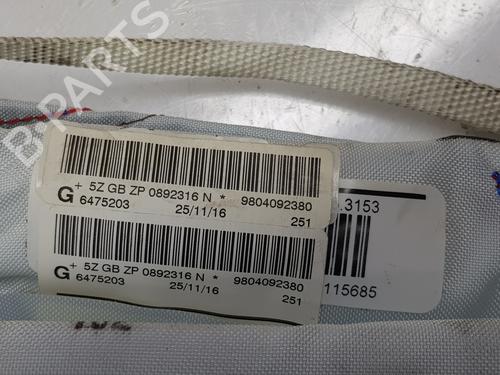 B-PARTS
G + 5Z GB ZP 0892316 N * 9804092380
6475203 25/11/16 251
G + 5Z GB ZP 0892316 N * 9804092380
6475203 25/11/16 251
.3153
115685